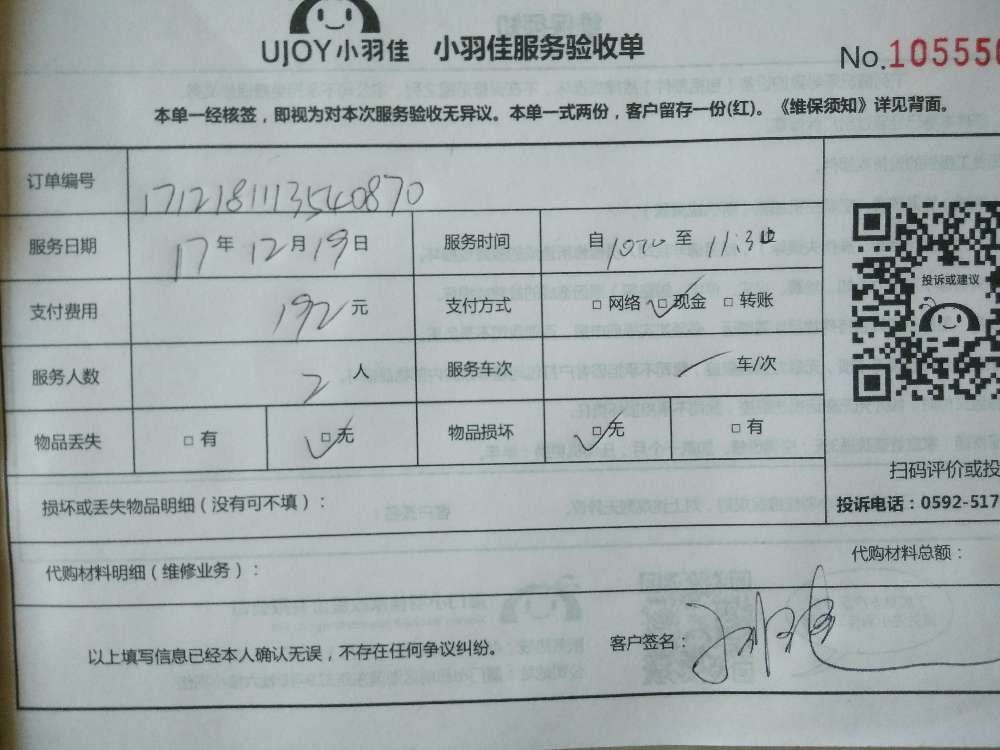 UJOY小羽佳 小羽佳服务验收单
No.105550
本单一经核签，即视为对本次服务验收无异议。本单一式两份，客户留存一份(红)。《维保须知》详见背面。
订单编号 171218113540870
服务日期 17年12月19日 服务时间 自 至
支付费用 192元 支付方式 □网络 □现金 □转账
服务人数 2人 服务车次 车/次
物品丢失 □有 □无 物品损坏 □无 □有
投诉或建议
扫码评价或投
投诉电话：0592-517
损坏或丢失物品明细（没有可不填）：
代购材料明细（维修业务）： 代购材料总额：
以上填写信息已经本人确认无误，不存在任何争议纠纷。 客户签名：